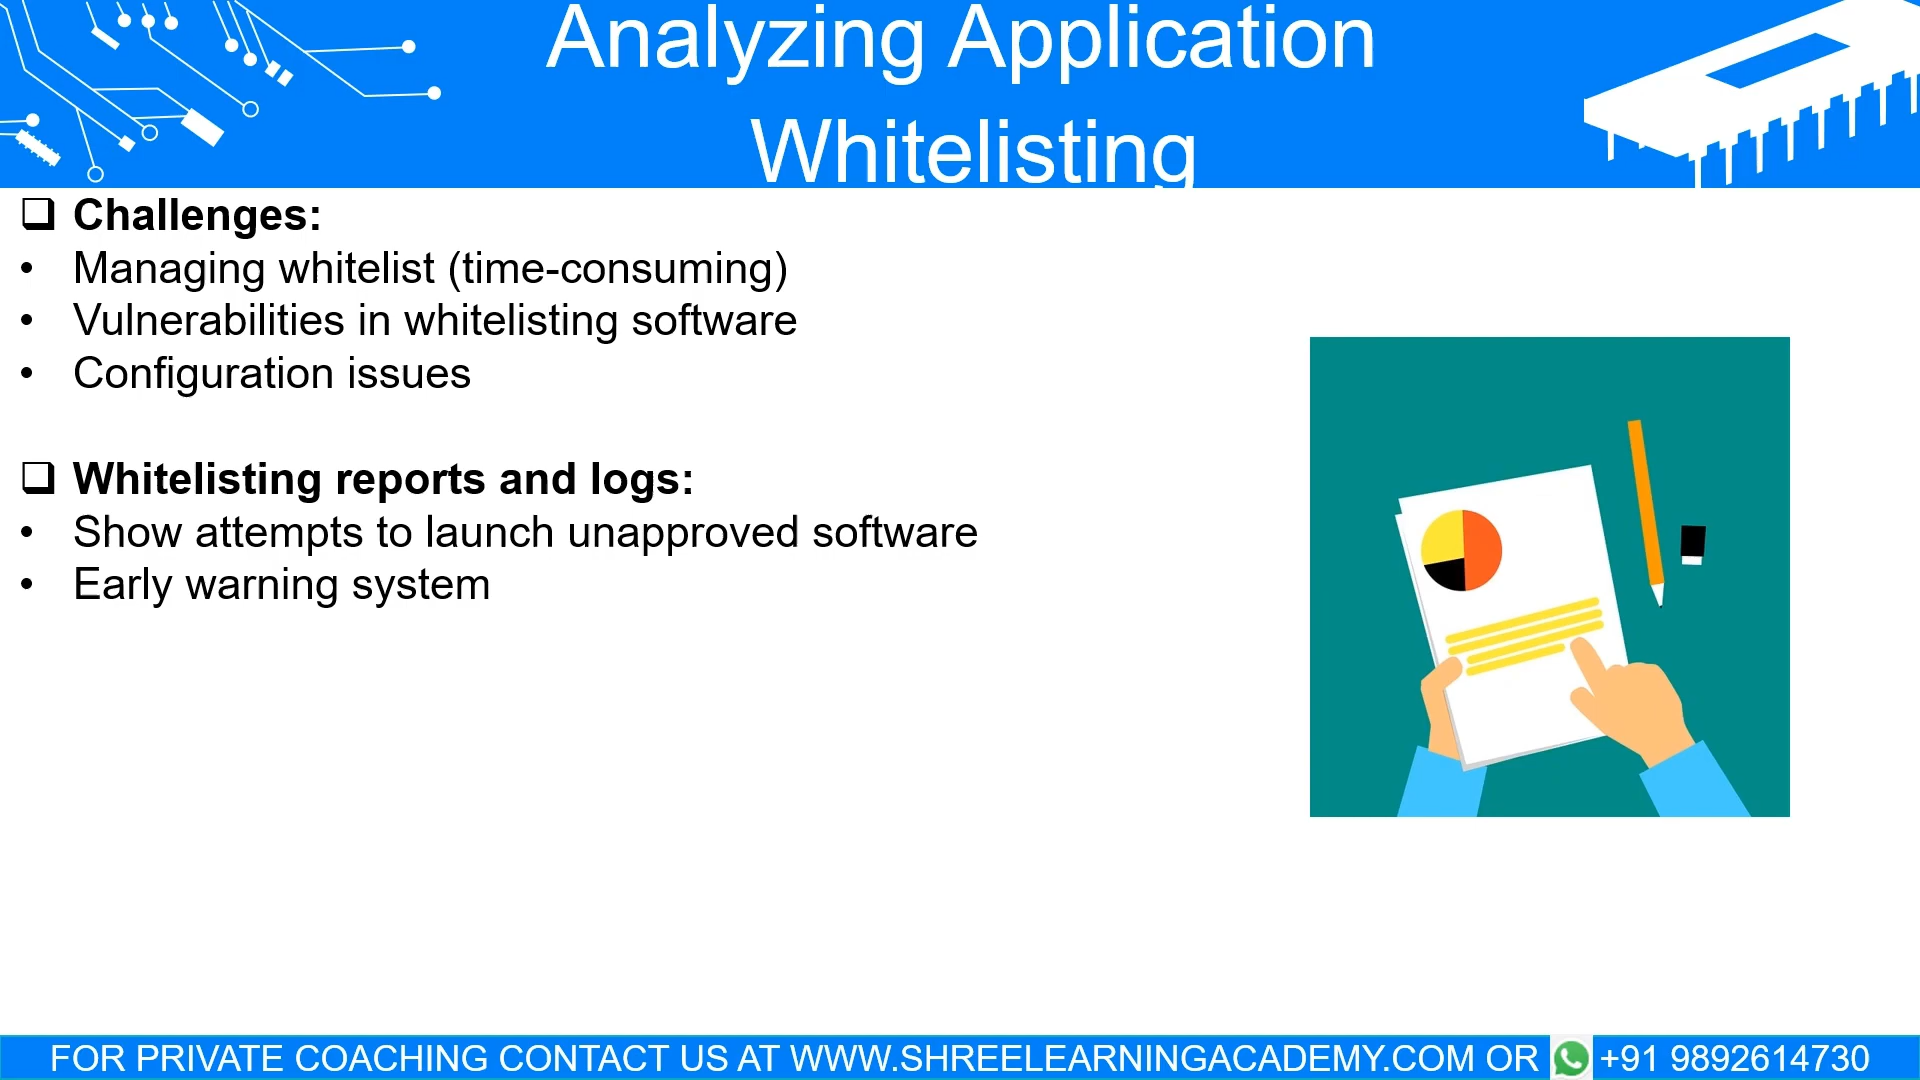 Analyzing Application
Whitelisting
❑ Challenges:
• Managing whitelist (time-consuming)
• Vulnerabilities in whitelisting software
• Configuration issues
❑ Whitelisting reports and logs:
• Show attempts to launch unapproved software
• Early warning system
FOR PRIVATE COACHING CONTACT US AT WWW.SHREELEARNINGACADEMY.COM OR +91 9892614730